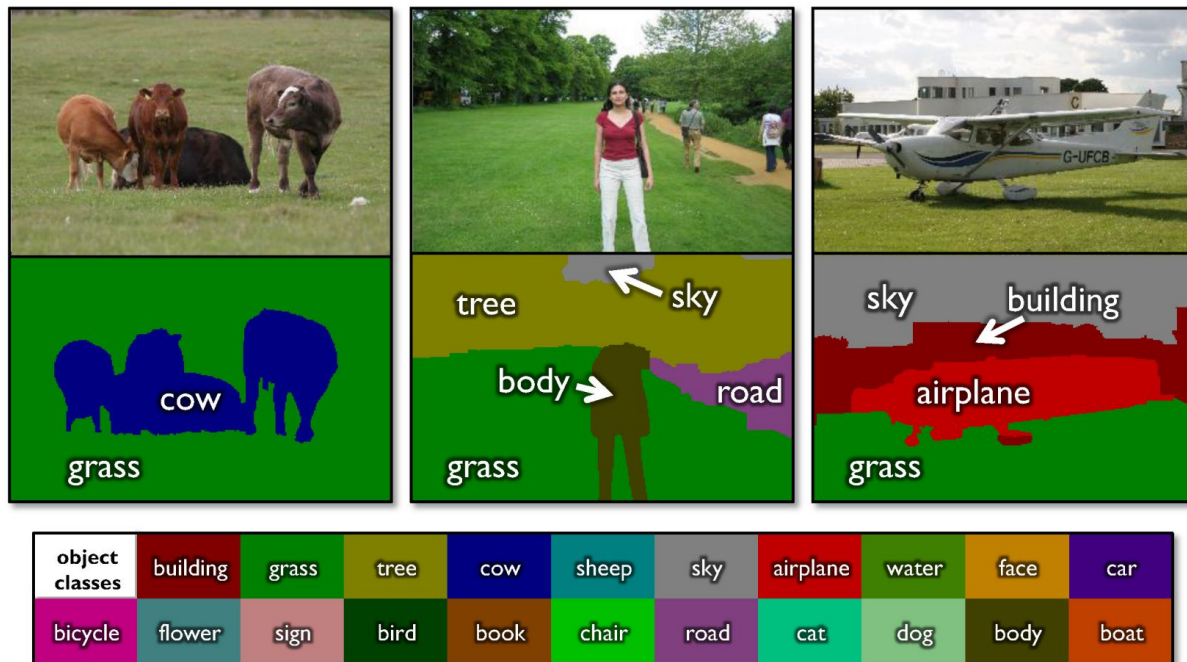 G-UFCB
C
cow
grass
tree
sky
body
road
grass
sky
building
airplane
grass
object classes
building
grass
tree
cow
sheep
sky
airplane
water
face
car
bicycle
flower
sign
bird
book
chair
road
cat
dog
body
boat